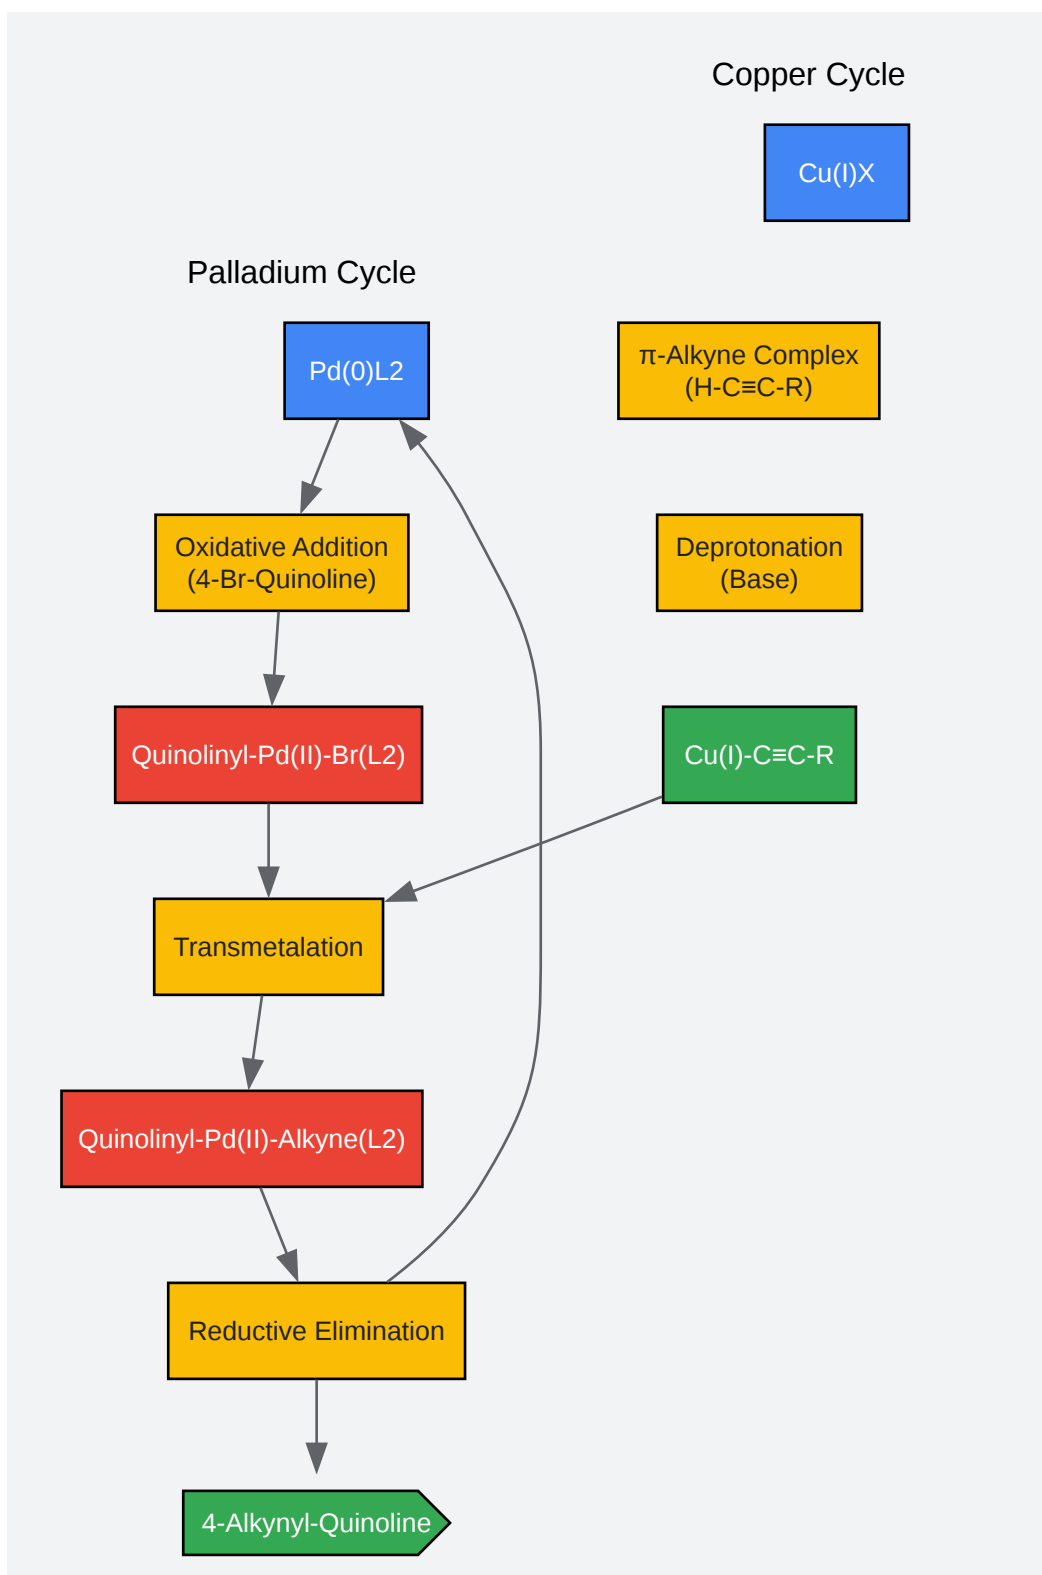 Copper Cycle
Cu(I)X
Palladium Cycle
Pd(0)L2
π-Alkyne Complex
(H-C≡C-R)
Oxidative Addition
(4-Br-Quinoline)
Deprotonation
(Base)
Quinolinyl-Pd(II)-Br(L2)
Cu(I)-C≡C-R
Transmetalation
Quinolinyl-Pd(II)-Alkyne(L2)
Reductive Elimination
4-Alkynyl-Quinoline